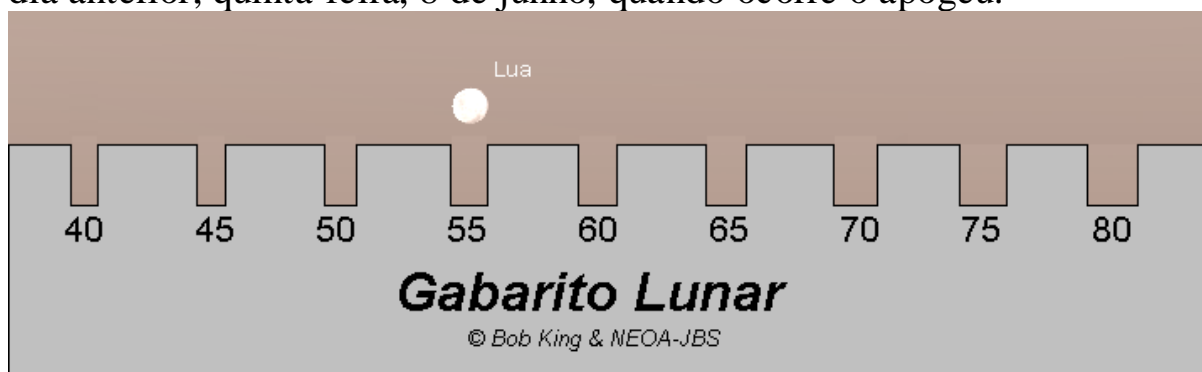 dia anterior, quinta-feira, 8 de junho, quando ocorre o apogeu.
Lua
40 45 50 55 60 65 70 75 80
Gabarito Lunar
© Bob King & NEOA-JBS